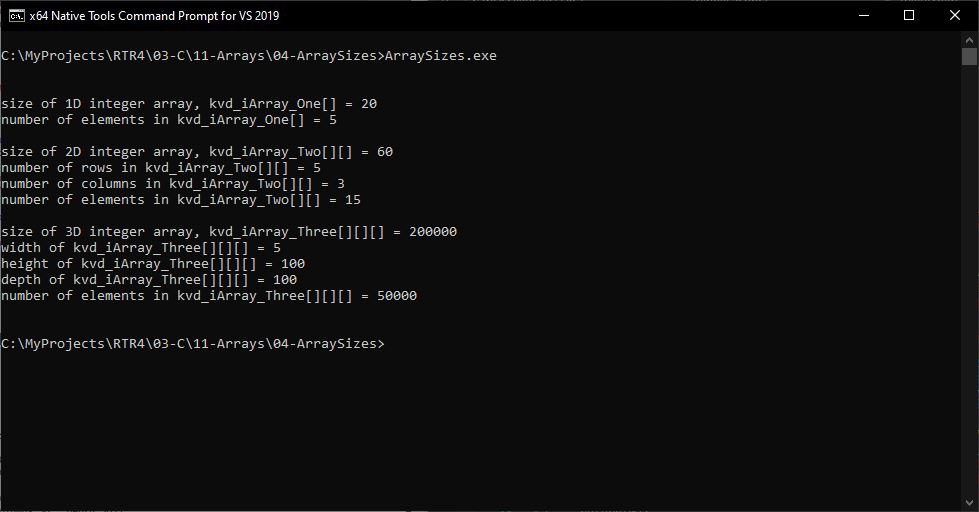 x64 Native Tools Command Prompt for VS 2019
C:\MyProjects\RTR4\03-C\11-Arrays\04-ArraySizes>ArraySizes.exe
size of 1D integer array, kvd_iArray_One[] = 20
number of elements in kvd_iArray_One[] = 5
size of 2D integer array, kvd_iArray_Two[][] = 60
number of rows in kvd_iArray_Two[][] = 5
number of columns in kvd_iArray_Two[][] = 3
number of elements in kvd_iArray_Two[][] = 15
size of 3D integer array, kvd_iArray_Three[][][] = 200000
width of kvd_iArray_Three[][][] = 5
height of kvd_iArray_Three[][][] = 100
depth of kvd_iArray_Three[][][] = 100
number of elements in kvd_iArray_Three[][][] = 50000
C:\MyProjects\RTR4\03-C\11-Arrays\04-ArraySizes>